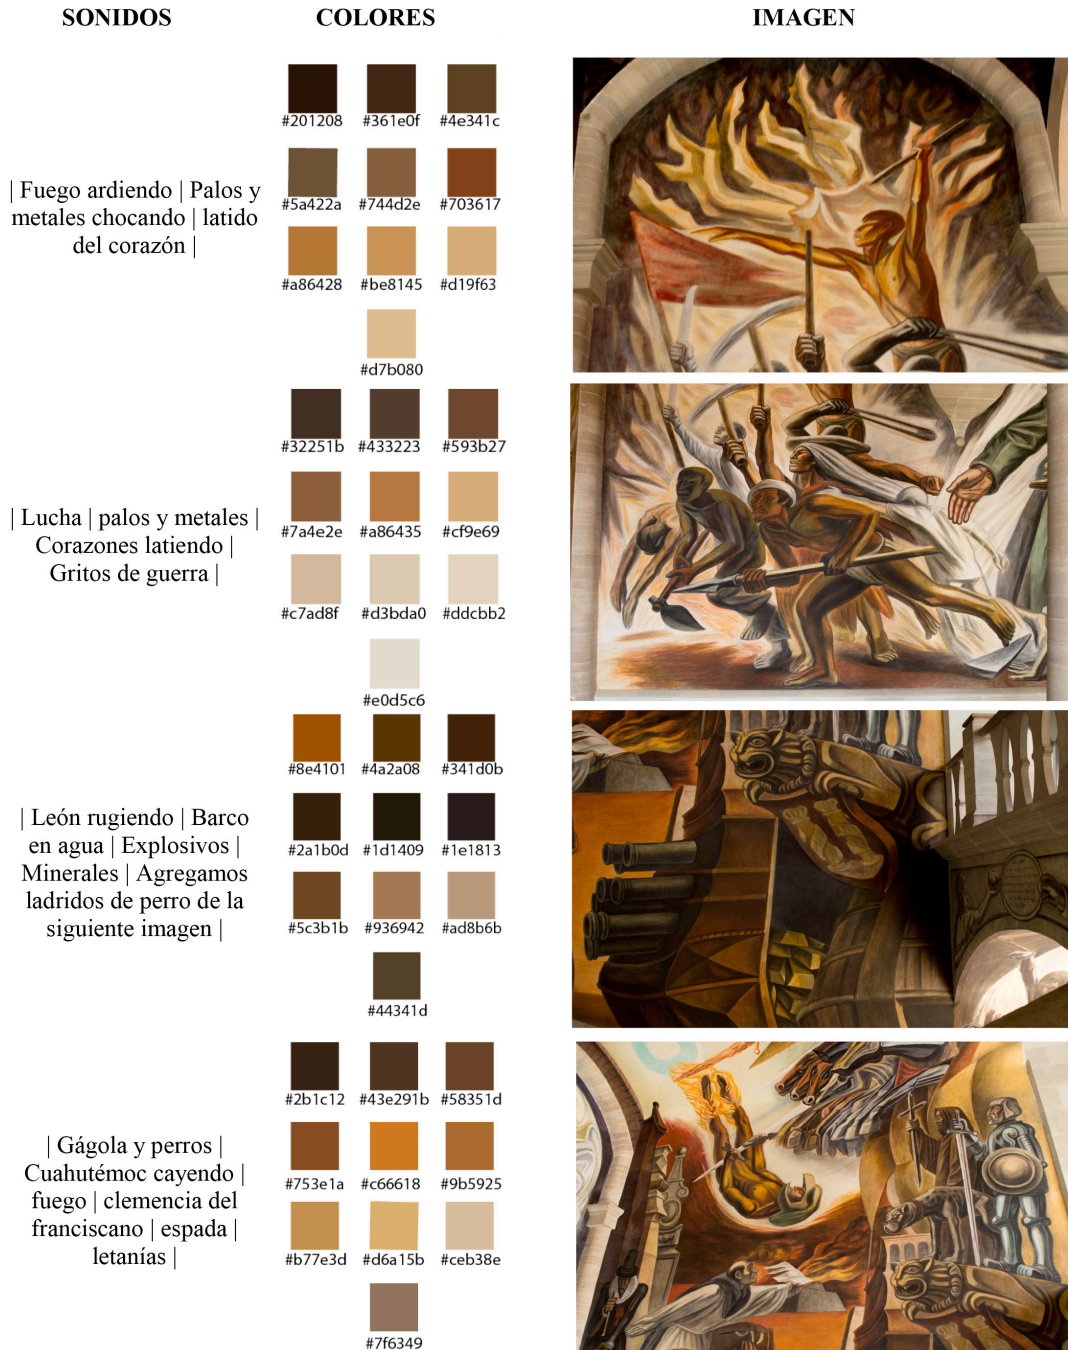 SONIDOS COLORES IMAGEN
#201208 #361e0f #4e341c
| Fuego ardiendo | Palos y
metales chocando | latido
del corazón |
#5a422a #744d2e #703617
#a86428 #be8145 #d19f63
#d7b080
#32251b #433223 #593b27
| Lucha | palos y metales |
Corazones latiendo |
Gritos de guerra |
#7a4e2e #a86435 #cf9e69
#c7ad8f #d3bda0 #ddcbb2
#e0d5c6
#8e4101 #4a2a08 #341d0b
| León rugiendo | Barco
en agua | Explosivos |
Minerales | Agregamos
ladridos de perro de la
siguiente imagen |
#2a1b0d #1d1409 #1e1813
#5c3b1b #936942 #ad8b6b
#44341d
#2b1c12 #43e291b #58351d
| Gágola y perros |
Cuahutémoc cayendo |
fuego | clemencia del
franciscano | espada |
letanías |
#753e1a #c66618 #9b5925
#b77e3d #d6a15b #ceb38e
#7f6349